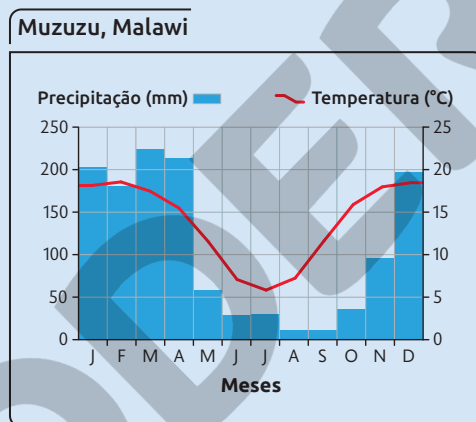 Muzuzu, Malawi
Precipitação (mm) Temperatura (°C)
250 25
200 20
150 15
100 10
50 5
0 0
J F M A M J J A S O N D
Meses